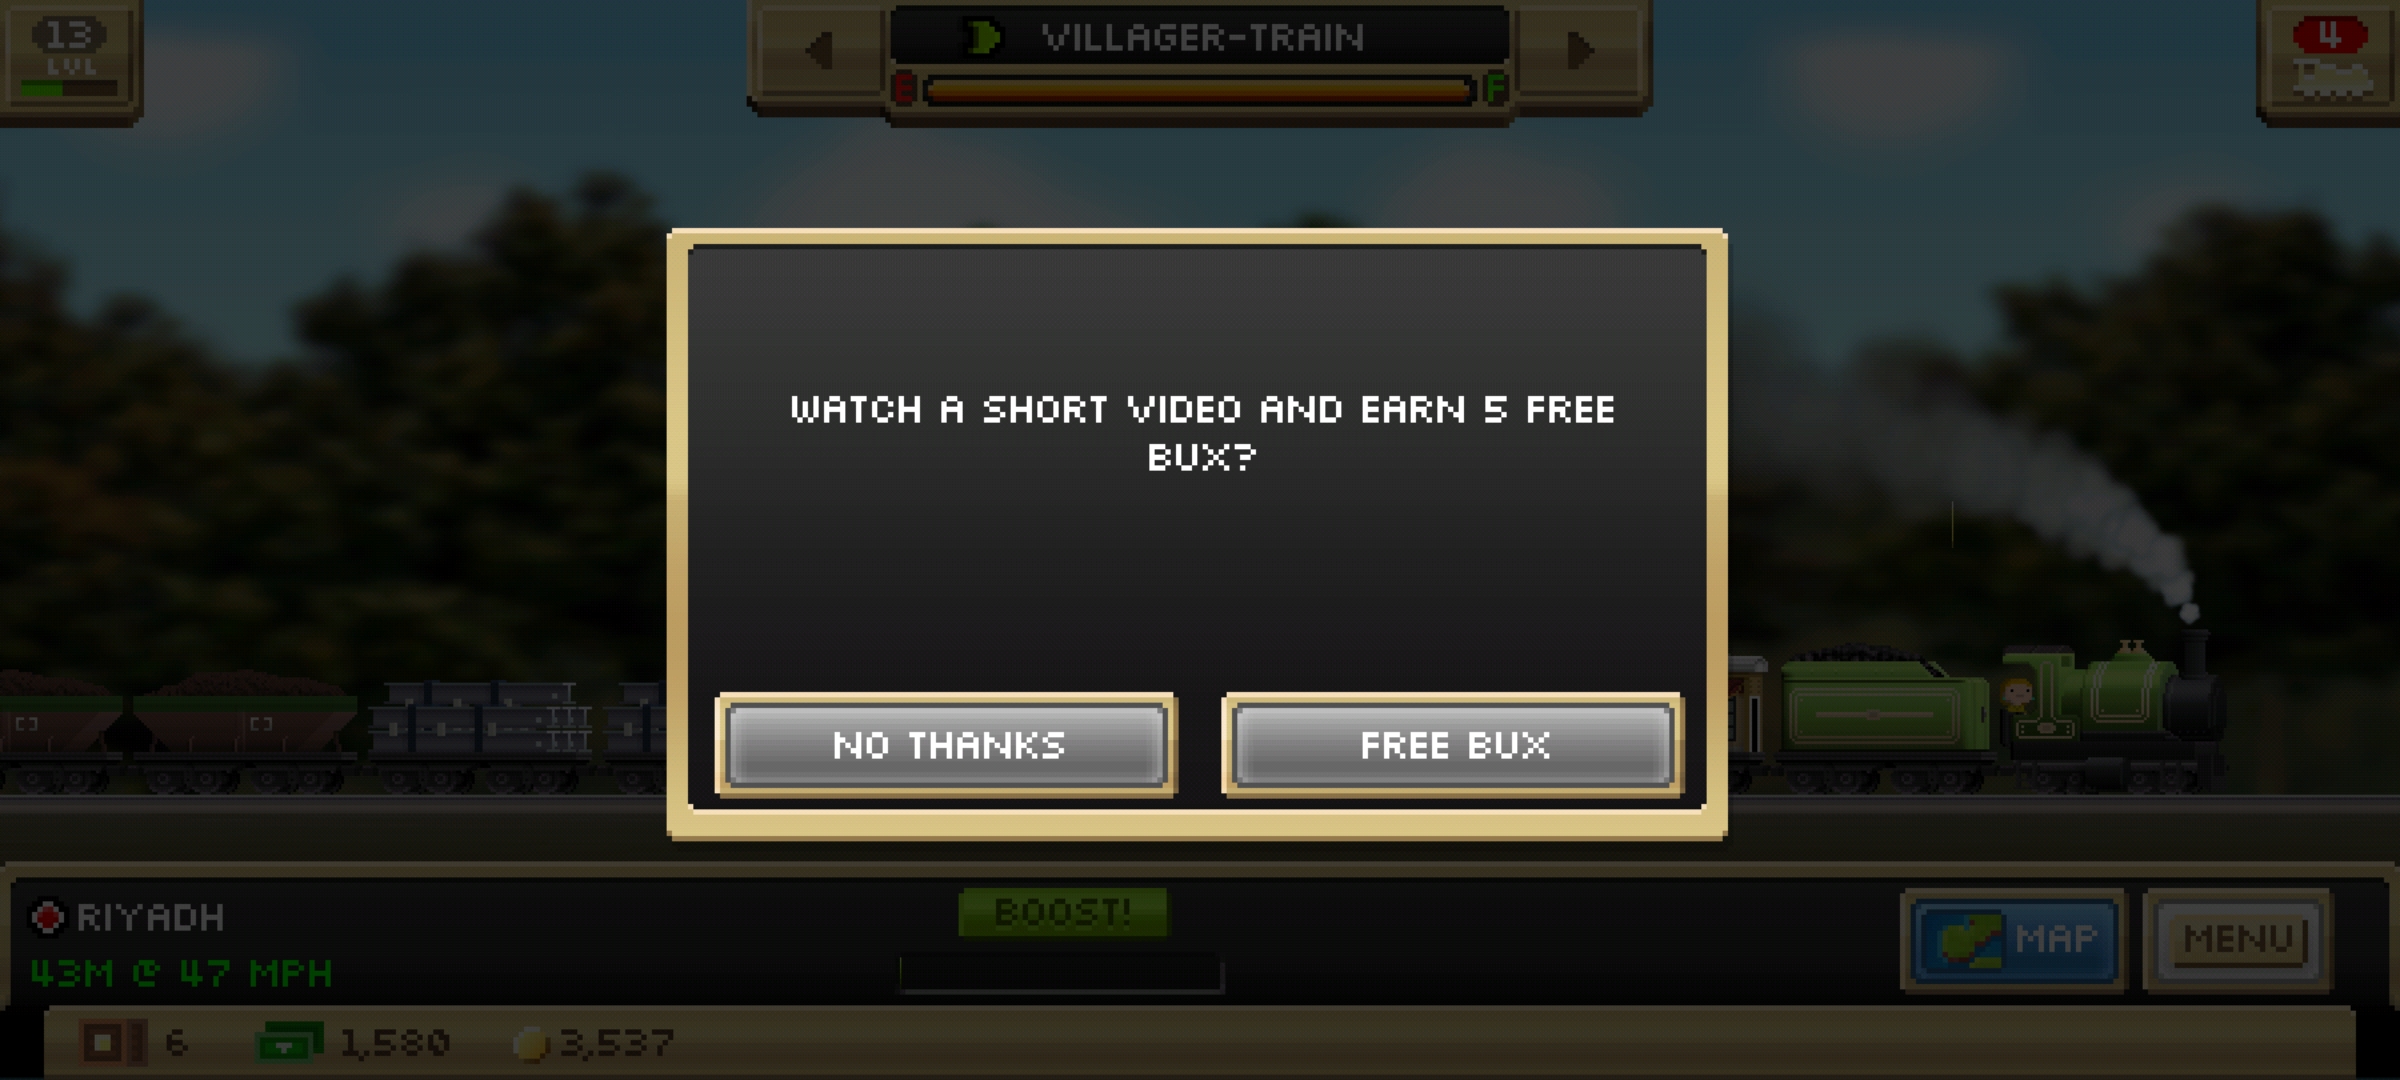 13
LVL
VILLAGER-TRAIN
E F
4
WATCH A SHORT VIDEO AND EARN 5 FREE
BUX?
NO THANKS
FREE BUX
RIYADH
43M @ 47 MPH
BOOST!
MAP
MENU
6
1,580
3,537